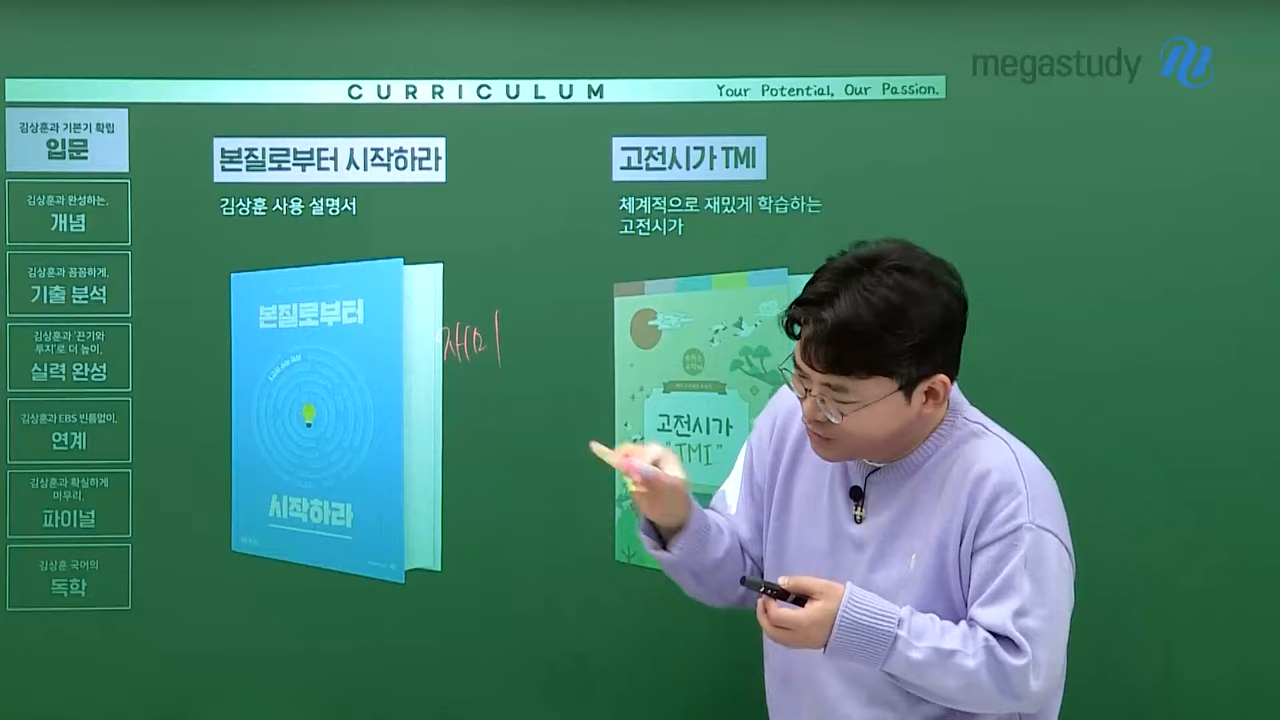 megastudy
CURRICULUM
Your Potential, Our Passion.
김상훈과 기본기 확립
입문
김상훈과 완성하는,
개념
김상훈과 꼼꼼하게,
기출 분석
김상훈과 '끈기와
투지'로 더 높이,
실력 완성
김상훈과 EBS 빈틈없이,
연계
김상훈과 확실하게
마무리,
파이널
김상훈 국어의
독학
본질로부터 시작하라
김상훈 사용 설명서
본질로부터
시작하라
재미
고전시가 TMI
체계적으로 재밌게 학습하는
고전시가
고전시가
"TMI"